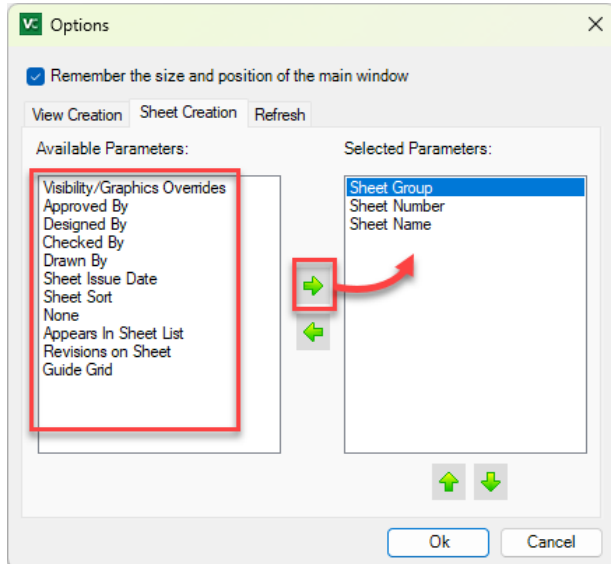 VC Options
Remember the size and position of the main window
View Creation Sheet Creation Refresh
Available Parameters: Selected Parameters:
Visibility/Graphics Overrides
Approved By
Designed By
Checked By
Drawn By
Sheet Issue Date
Sheet Sort
None
Appears In Sheet List
Revisions on Sheet
Guide Grid
Sheet Group
Sheet Number
Sheet Name
Ok Cancel